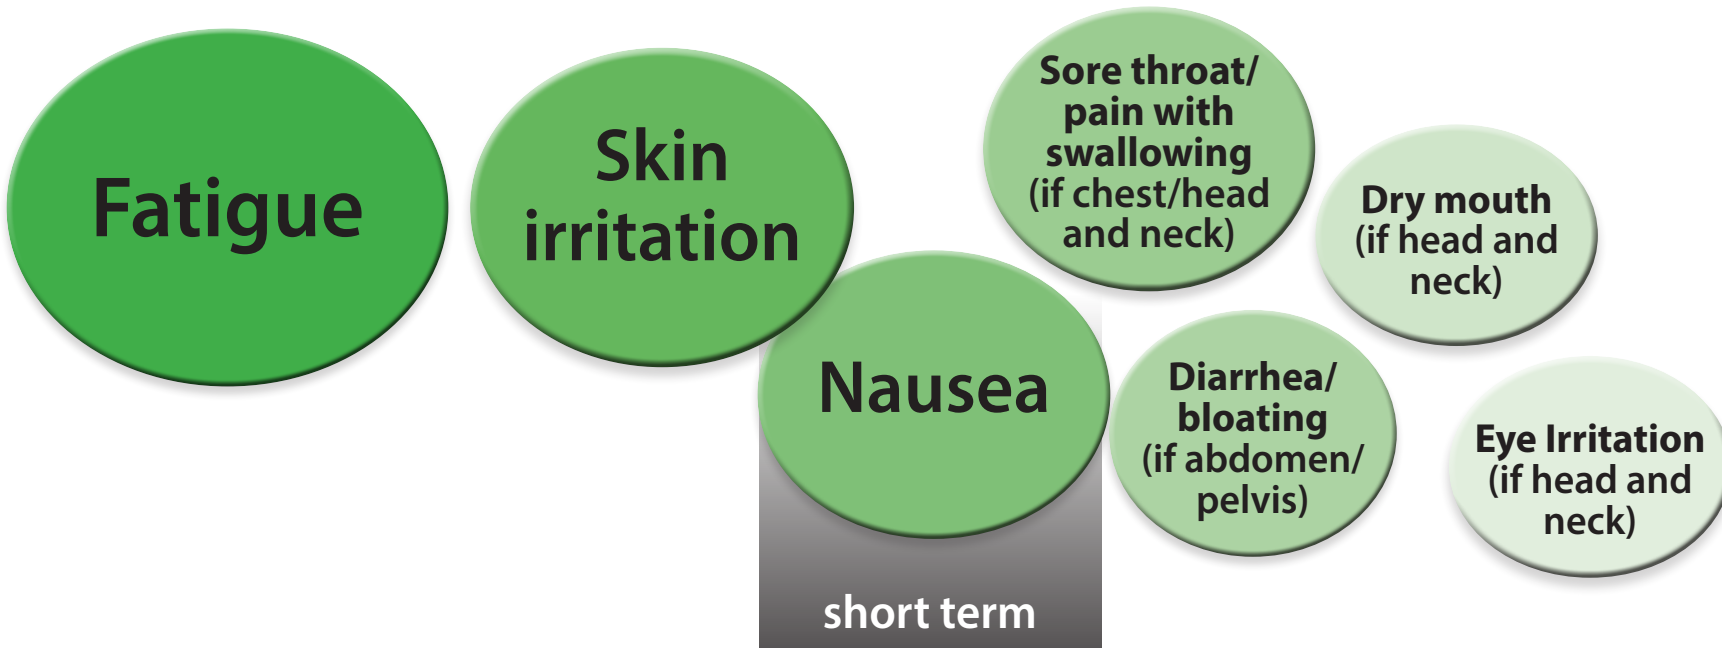 Fatigue
Skin
irritation
Nausea
short term
Sore throat/
pain with
swallowing
(if chest/head
and neck)
Diarrhea/
bloating
(if abdomen/
pelvis)
Dry mouth
(if head and
neck)
Eye Irritation
(if head and
neck)